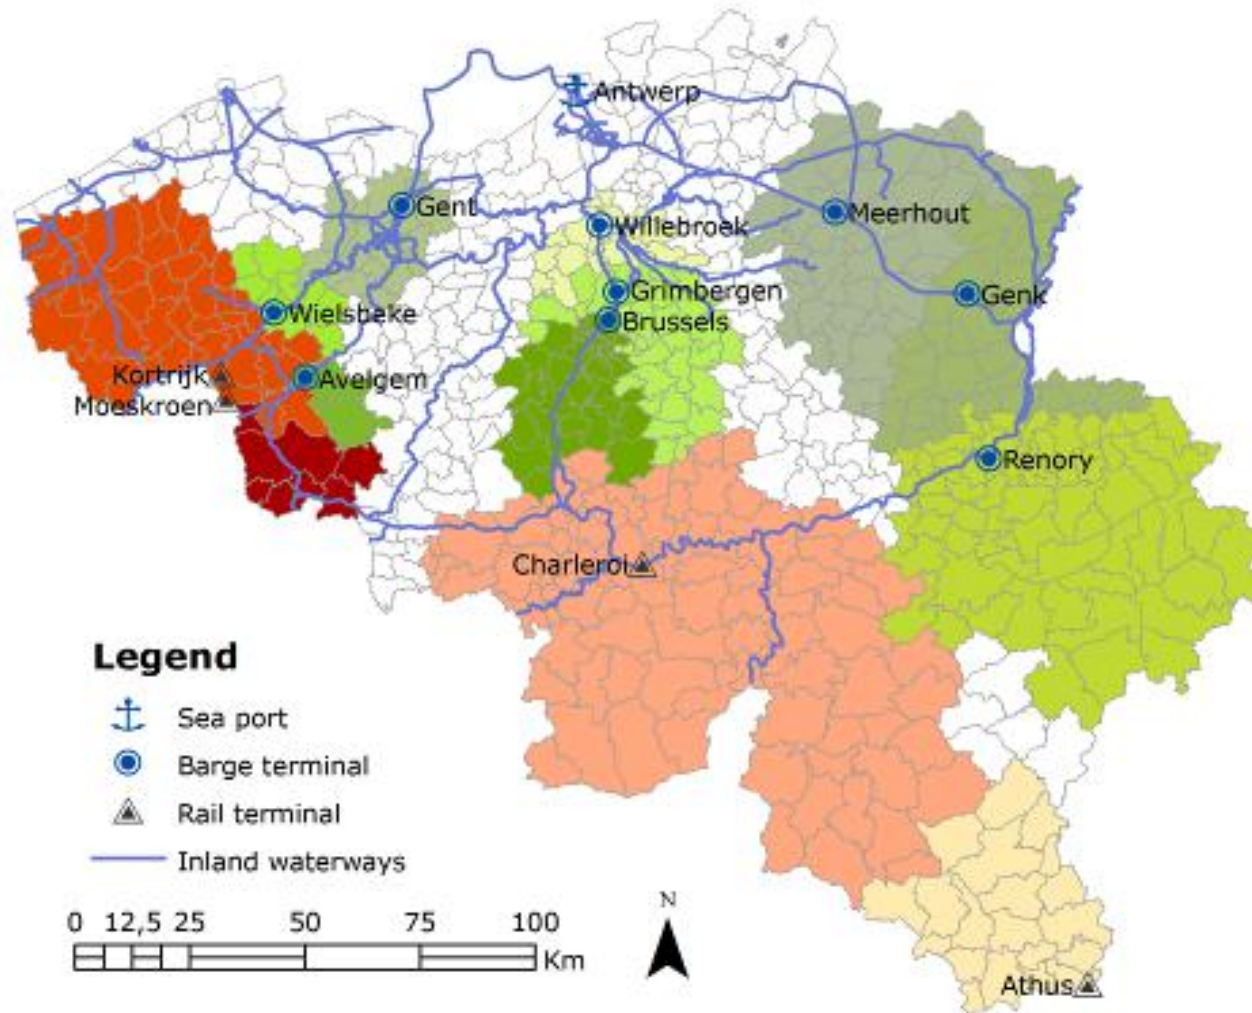 Antwerp
Gent
Willebroek
Meerhout
Grimbergen
Genk
Wielsbeke
Brussels
Kortrijk
Avelgem
Moeskroen
Renory
Charleroi
Legend
Sea port
Barge terminal
Rail terminal
Inland waterways
N
0 12,5 25 50 75 100
Km
Athus